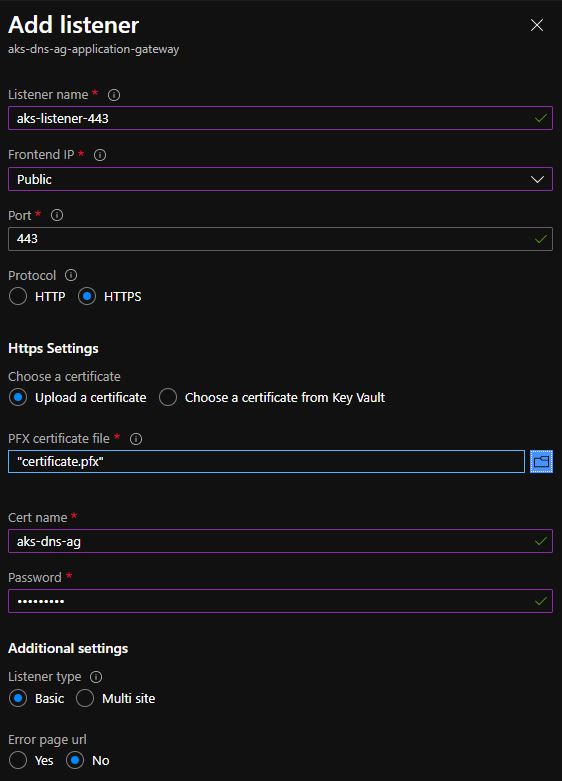 Add listener
aks-dns-ag-application-gateway
Listener name *
aks-listener-443
Frontend IP *
Public
Port *
443
Protocol
HTTP HTTPS
Https Settings
Choose a certificate
Upload a certificate Choose a certificate from Key Vault
PFX certificate file *
"certificate.pfx"
Cert name *
aks-dns-ag
Password *
•••••••••
Additional settings
Listener type
Basic Multi site
Error page url
Yes No